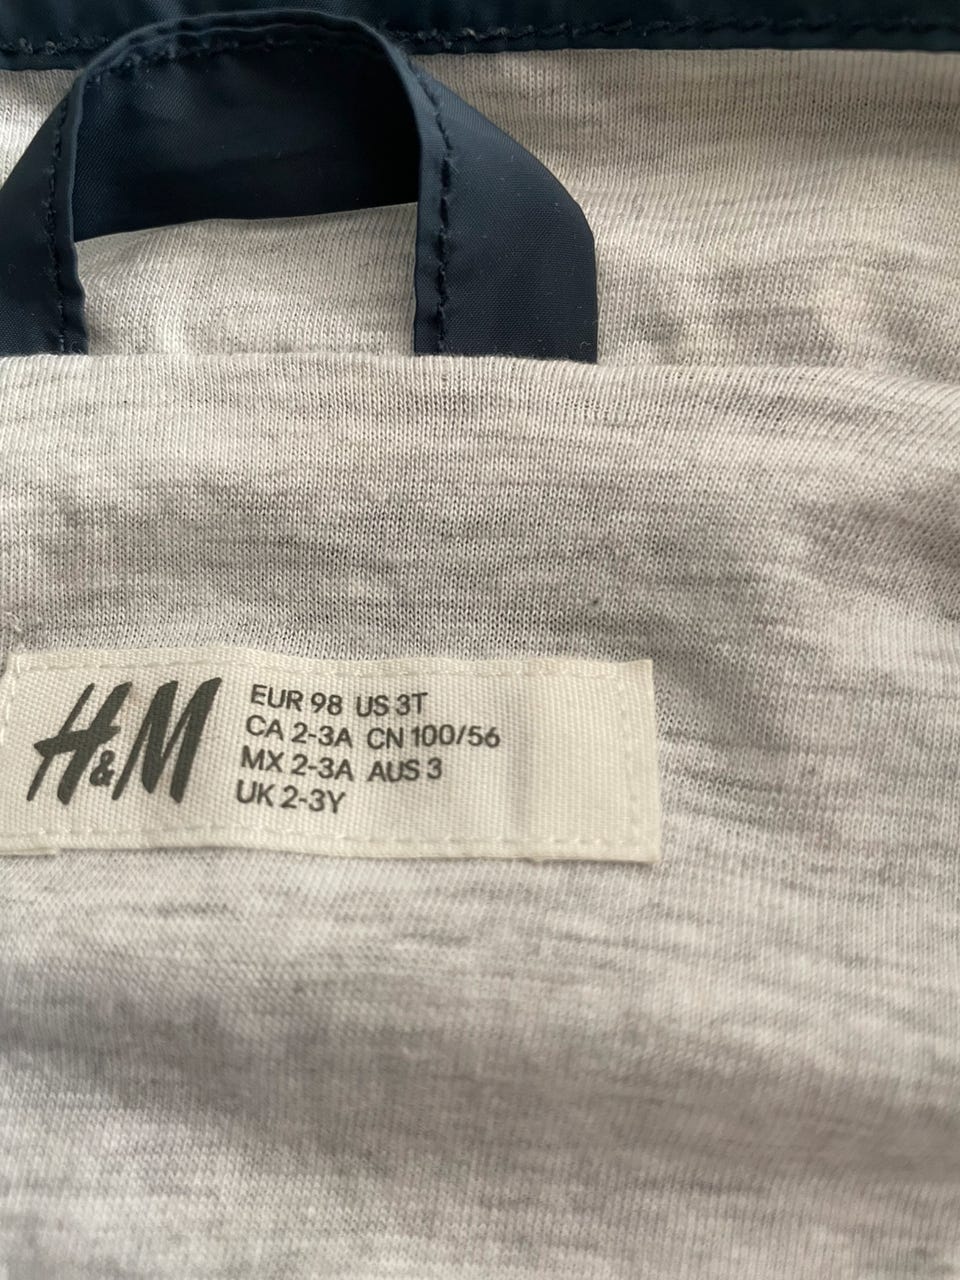 H&M
EUR 98 US 3T
CA 2-3A CN 100/56
MX 2-3A AUS 3
UK 2-3Y